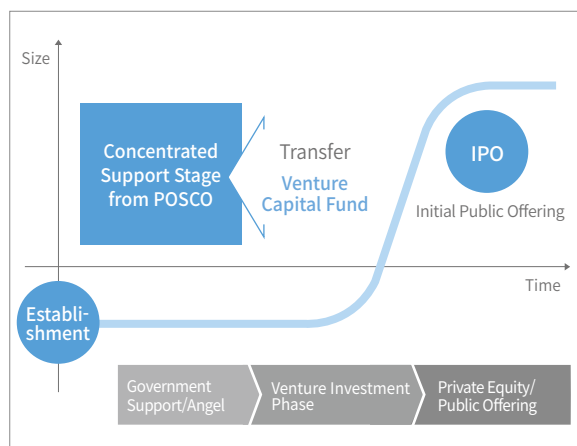 Size
Concentrated
Support Stage
from POSCO
Transfer
Venture
Capital Fund
IPO
Initial Public Offering
Time
Establi-
shment
Government
Support/Angel
Venture Investment
Phase
Private Equity/
Public Offering